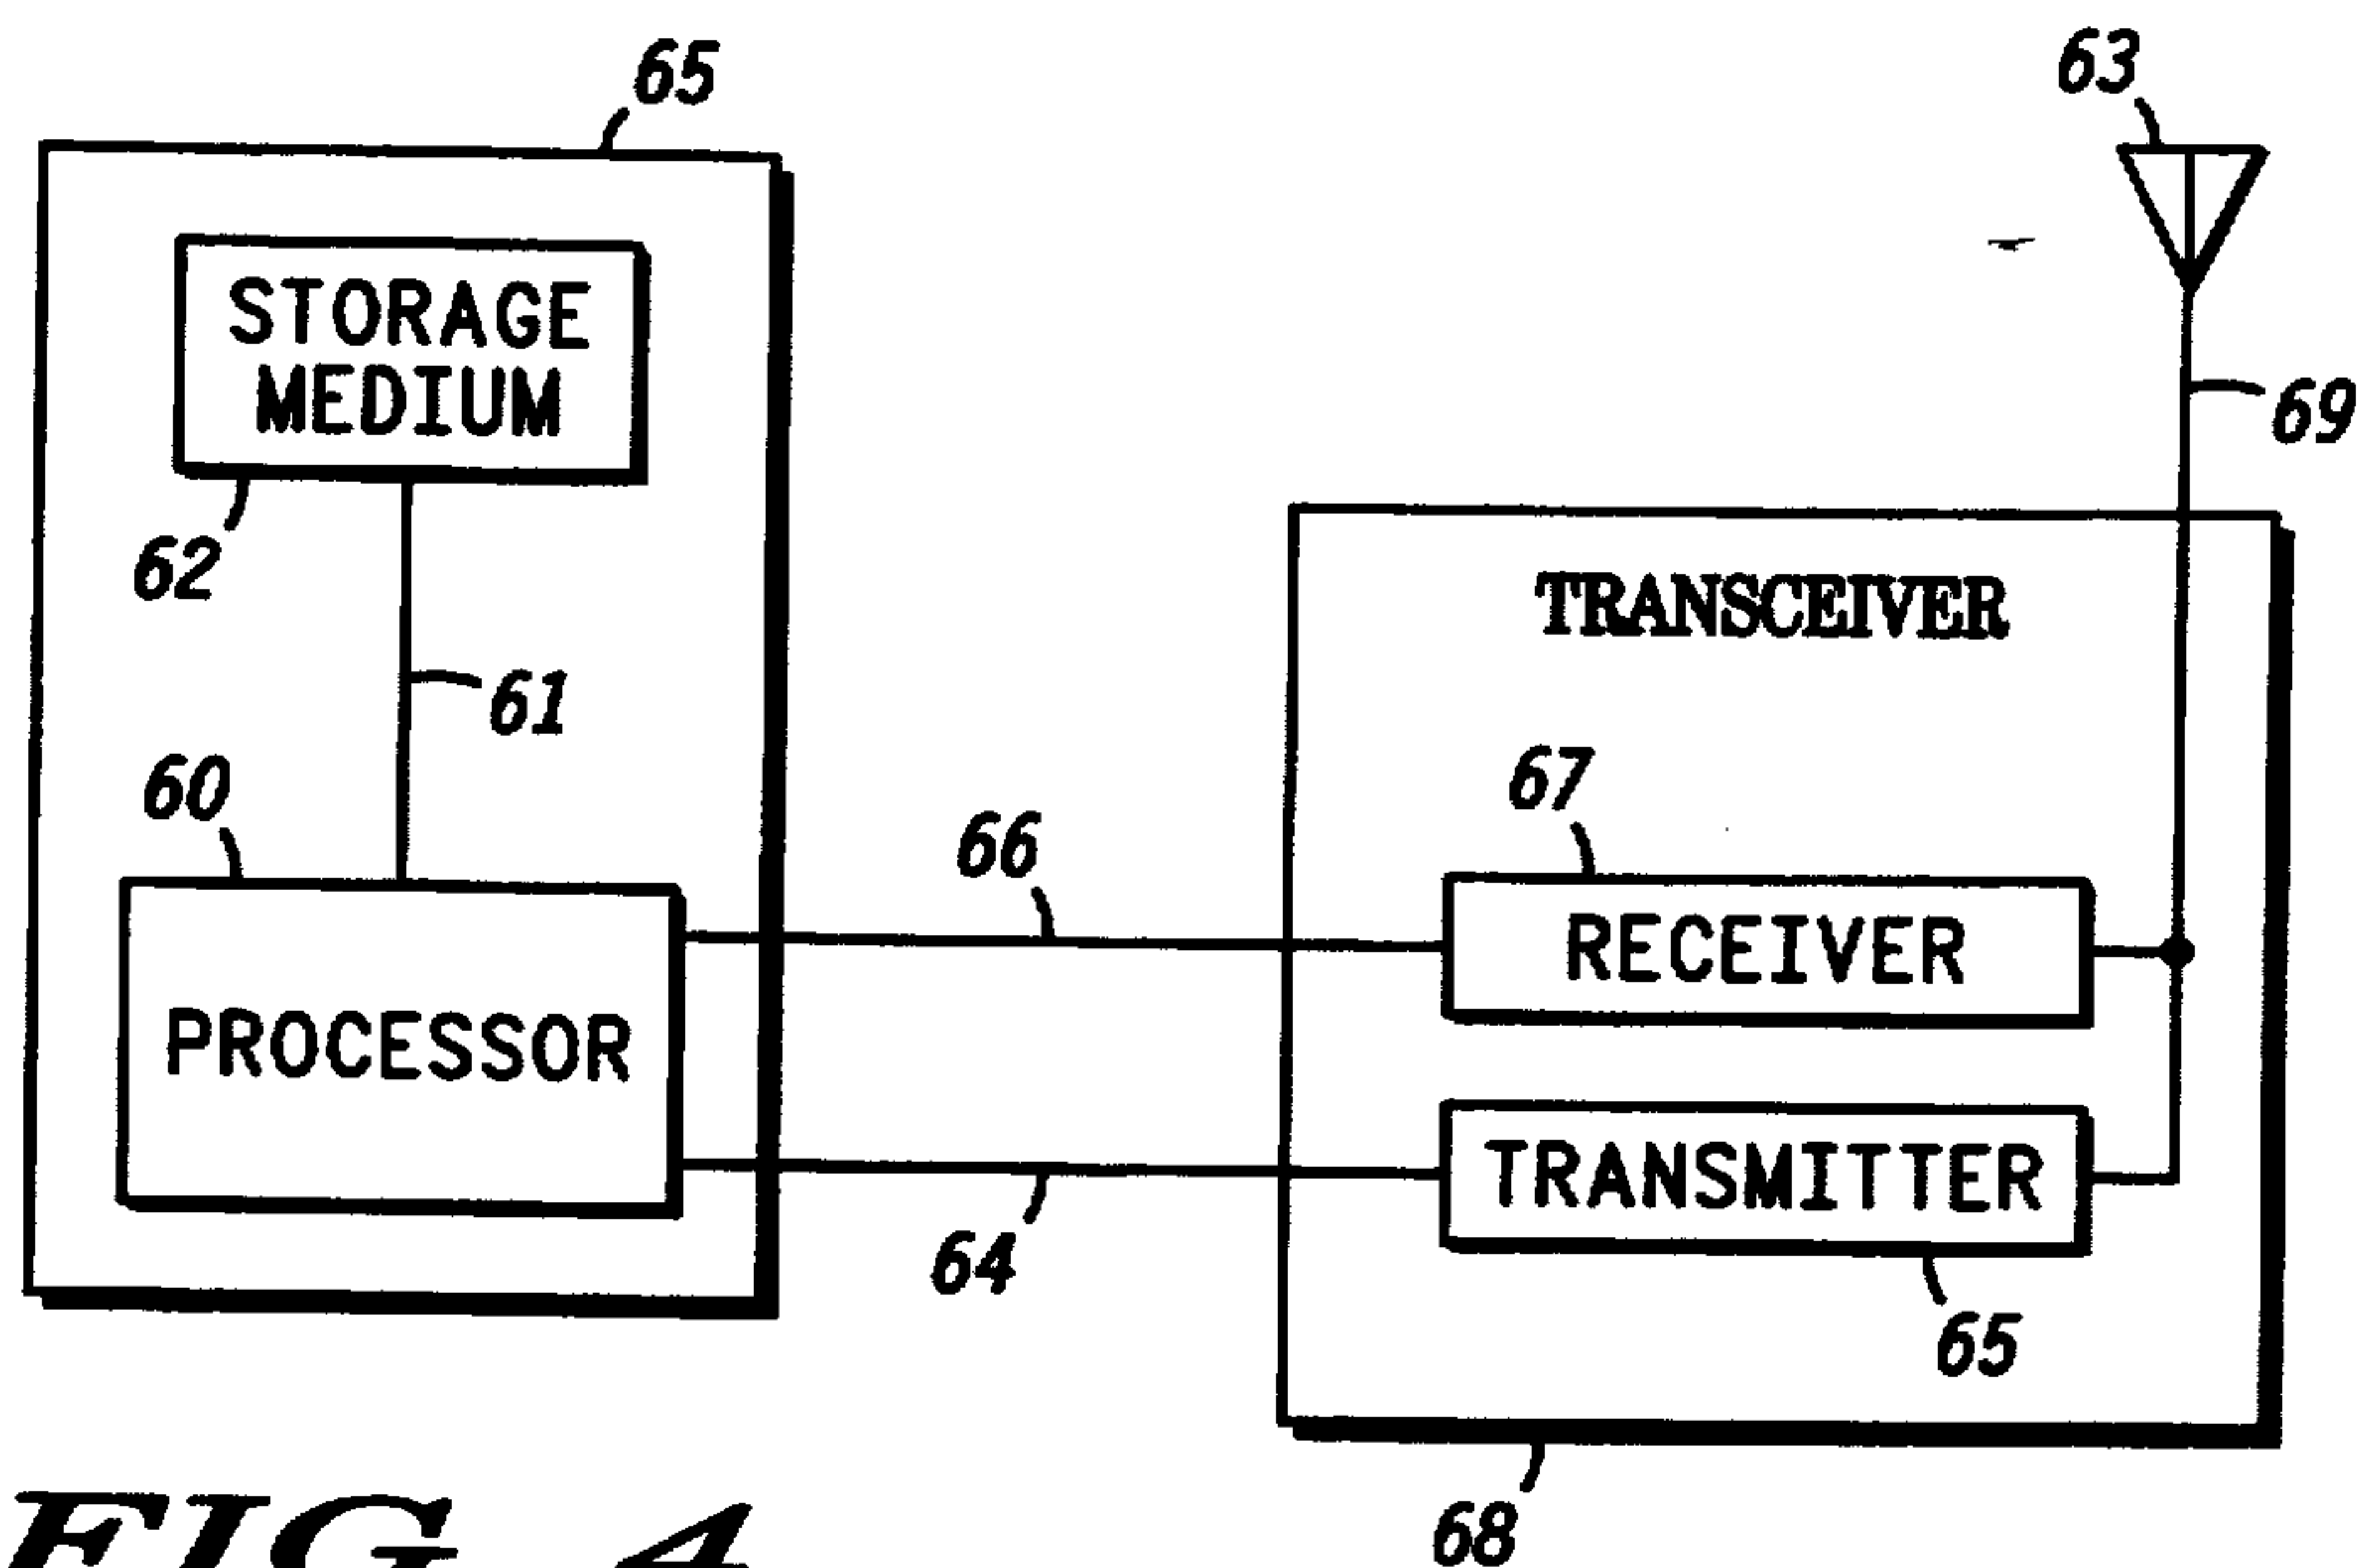 65
63
STORAGE
MEDIUM
69
62
TRANSCEIVER
61
67
60
66
RECEIVER
PROCESSOR
TRANSMITTER
64
65
68
FIG. 4